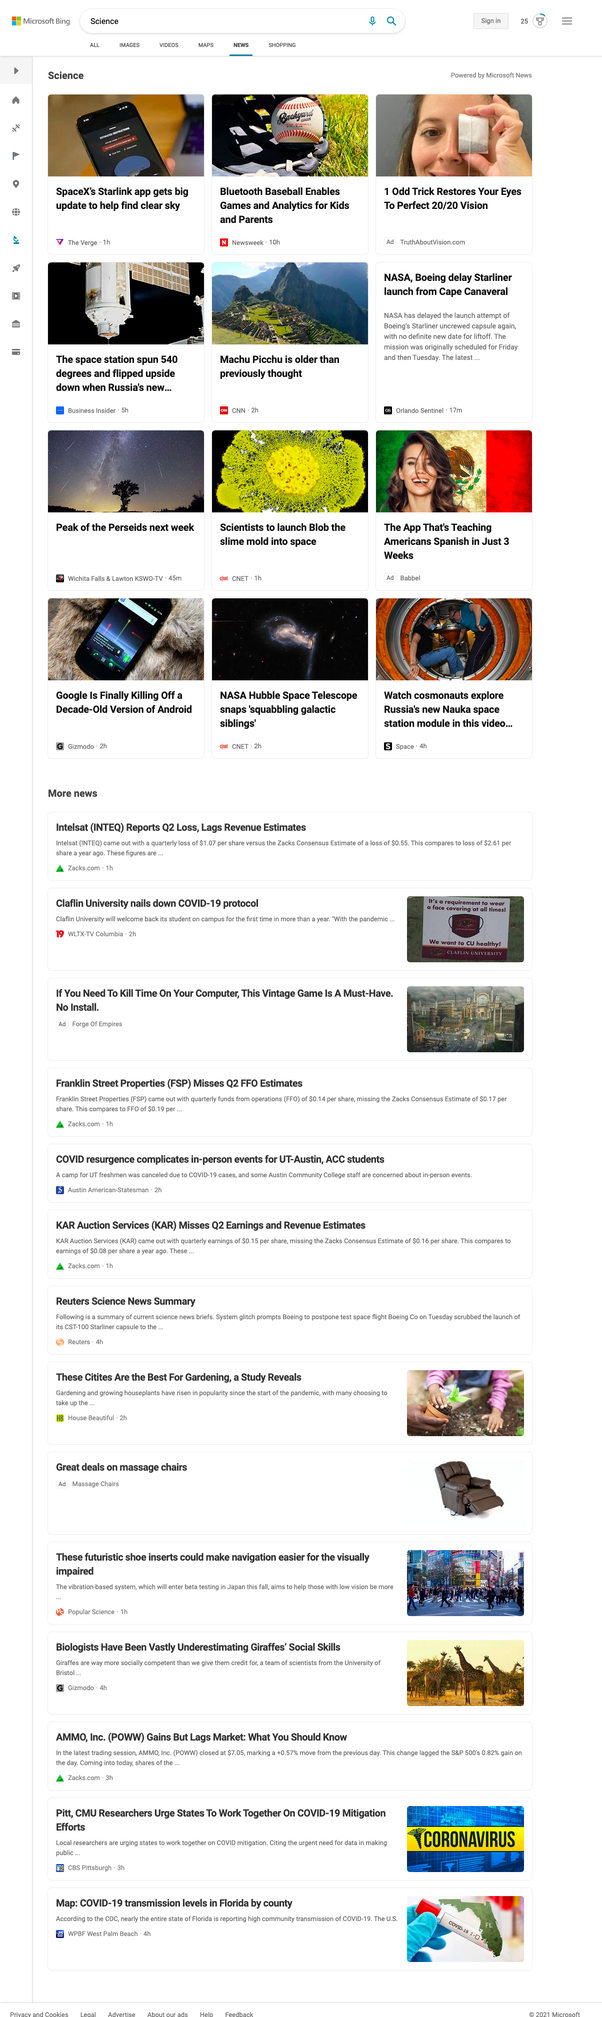 Microsoft Bing
Science
Sign in
25
ALL IMAGES VIDEOS MAPS NEWS SHOPPING
Science
Powered by Microsoft News
SpaceX's Starlink app gets big
update to help find clear sky
The Verge · 1h
Backyard
Bluetooth Baseball Enables
Games and Analytics for Kids
and Parents
Newsweek · 10h
1 Odd Trick Restores Your Eyes
To Perfect 20/20 Vision
Ad TruthAboutVision.com
The space station spun 540
degrees and flipped upside
down when Russia's new...
Business Insider · 5h
Machu Picchu is older than
previously thought
CNN · 2h
NASA, Boeing delay Starliner
launch from Cape Canaveral
NASA has delayed the launch attempt of
Boeing's Starliner uncrewed capsule again,
with no definite new date for liftoff. The
mission was originally scheduled for Friday
and then Tuesday. The latest ...
Orlando Sentinel · 17m
Peak of the Perseids next week
Wichita Falls & Lawton KSWO-TV · 45m
Scientists to launch Blob the
slime mold into space
CNET · 1h
The App That's Teaching
Americans Spanish in Just 3
Weeks
Ad Babbel
Google Is Finally Killing Off a
Decade-Old Version of Android
Gizmodo · 2h
NASA Hubble Space Telescope
snaps 'squabbling galactic
siblings'
CNET · 2h
Watch cosmonauts explore
Russia's new Nauka space
station module in this video...
Space · 4h
More news
Intelsat (INTEQ) Reports Q2 Loss, Lags Revenue Estimates
Intelsat (INTEQ) came out with a quarterly loss of $1.07 per share versus the Zacks Consensus Estimate of a loss of $0.55. This compares to loss of $2.61 per
share a year ago. These figures are ...
Zacks.com · 1h
Claflin University nails down COVID-19 protocol
Claflin University will welcome back its student on campus for the first time in more than a year. "With the pandemic ...
WLTX-TV Columbia · 2h
It's a requirement to wear
a face covering at all times!
We want to CU healthy!
CLAFLIN UNIVERSITY
If You Need To Kill Time On Your Computer, This Vintage Game Is A Must-Have.
No Install.
Ad Forge Of Empires
Franklin Street Properties (FSP) Misses Q2 FFO Estimates
Franklin Street Properties (FSP) came out with quarterly funds from operations (FFO) of $0.14 per share, missing the Zacks Consensus Estimate of $0.17 per
share. This compares to FFO of $0.19 per ...
Zacks.com · 1h
COVID resurgence complicates in-person events for UT-Austin, ACC students
A camp for UT freshmen was canceled due to COVID-19 cases, and some Austin Community College staff are concerned about in-person events.
Austin American-Statesman · 2h
KAR Auction Services (KAR) Misses Q2 Earnings and Revenue Estimates
KAR Auction Services (KAR) came out with quarterly earnings of $0.15 per share, missing the Zacks Consensus Estimate of $0.16 per share. This compares to
earnings of $0.08 per share a year ago. These ...
Zacks.com · 1h
Reuters Science News Summary
Following is a summary of current science news briefs. System glitch prompts Boeing to postpone test space flight Boeing Co on Tuesday scrubbed the launch of
its CST-100 Starliner capsule to the ...
Reuters · 4h
These Citites Are the Best For Gardening, a Study Reveals
Gardening and growing houseplants have risen in popularity since the start of the pandemic, with many choosing to
take up the ...
House Beautiful · 2h
Great deals on massage chairs
Ad Massage Chairs
These futuristic shoe inserts could make navigation easier for the visually
impaired
The vibration-based system, which will enter beta testing in Japan this fall, aims to help those with low vision be more
...
Popular Science · 1h
Biologists Have Been Vastly Underestimating Giraffes' Social Skills
Giraffes are way more socially competent than we give them credit for, a team of scientists from the University of
Bristol ...
Gizmodo · 4h
AMMO, Inc. (POWW) Gains But Lags Market: What You Should Know
In the latest trading session, AMMO, Inc. (POWW) closed at $7.05, marking a +0.57% move from the previous day. This change lagged the S&P 500's 0.82% gain on
the day. Coming into today, shares of the ...
Zacks.com · 3h
Pitt, CMU Researchers Urge States To Work Together On COVID-19 Mitigation
Efforts
Local researchers are urging states to work together on COVID mitigation. Citing the urgent need for data in making
public ...
CBS Pittsburgh · 3h
CORONAVIRUS
Map: COVID-19 transmission levels in Florida by county
According to the CDC, nearly the entire state of Florida is reporting high community transmission of COVID-19. The U.S.
WPBF West Palm Beach · 4h
FL
COVID-19
Privacy and Cookies Legal Advertise About our ads Help Feedback
© 2021 Microsoft